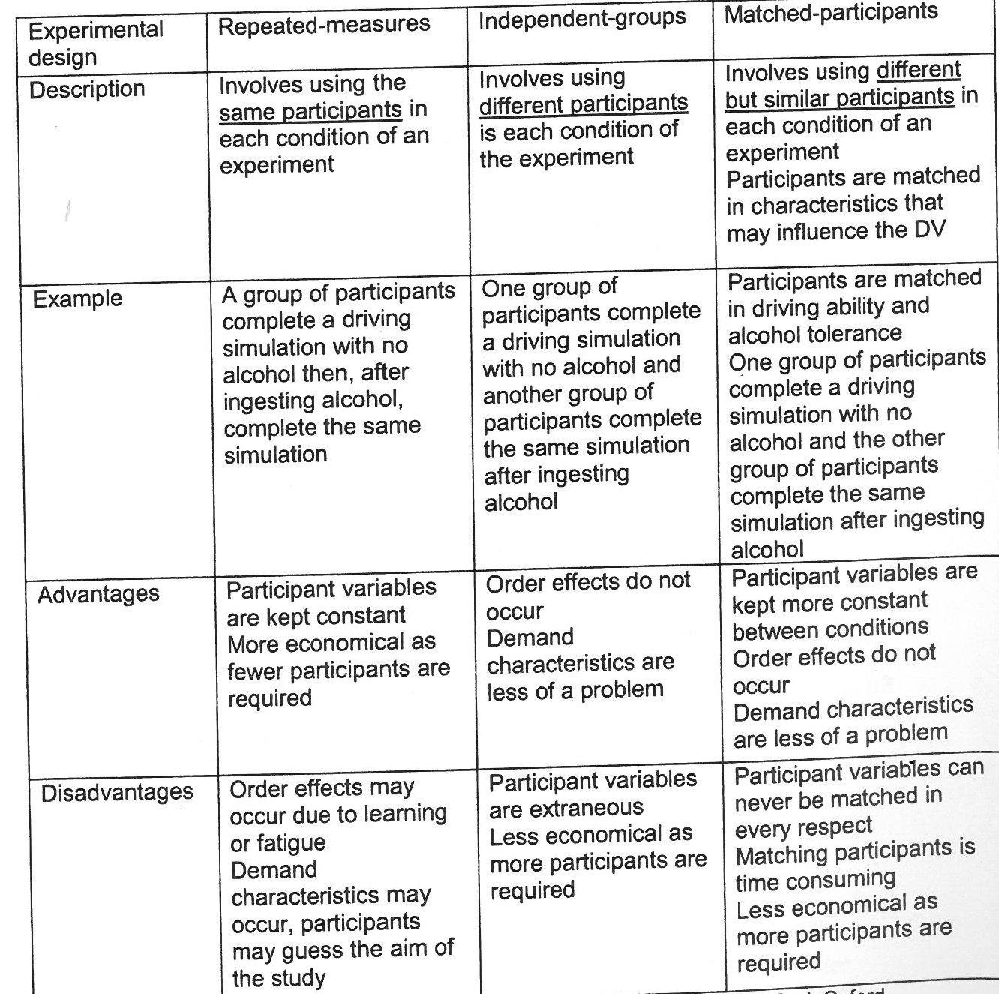 Experimental
design
Repeated-measures
Independent-groups
Matched-participants
Description
Involves using the
same participants in
each condition of an
experiment
Involves using
different participants
is each condition of
the experiment
Involves using different
but similar participants in
each condition of an
experiment
Participants are matched
in characteristics that
may influence the DV
Example
A group of participants
complete a driving
simulation with no
alcohol then, after
ingesting alcohol,
complete the same
simulation
One group of
participants complete
a driving simulation
with no alcohol and
another group of
participants complete
the same simulation
after ingesting
alcohol
Participants are matched
in driving ability and
alcohol tolerance
One group of participants
complete a driving
simulation with no
alcohol and the other
group of participants
complete the same
simulation after ingesting
alcohol
Advantages
Participant variables
are kept constant
More economical as
fewer participants are
required
Order effects do not
occur
Demand
characteristics are
less of a problem
Participant variables are
kept more constant
between conditions
Order effects do not
occur
Demand characteristics
are less of a problem
Disadvantages
Order effects may
occur due to learning
or fatigue
Demand
characteristics may
occur, participants
may guess the aim of
the study
Participant variables
are extraneous
Less economical as
more participants are
required
Participant variables can
never be matched in
every respect
Matching participants is
time consuming
Less economical as
more participants are
required
Oxford